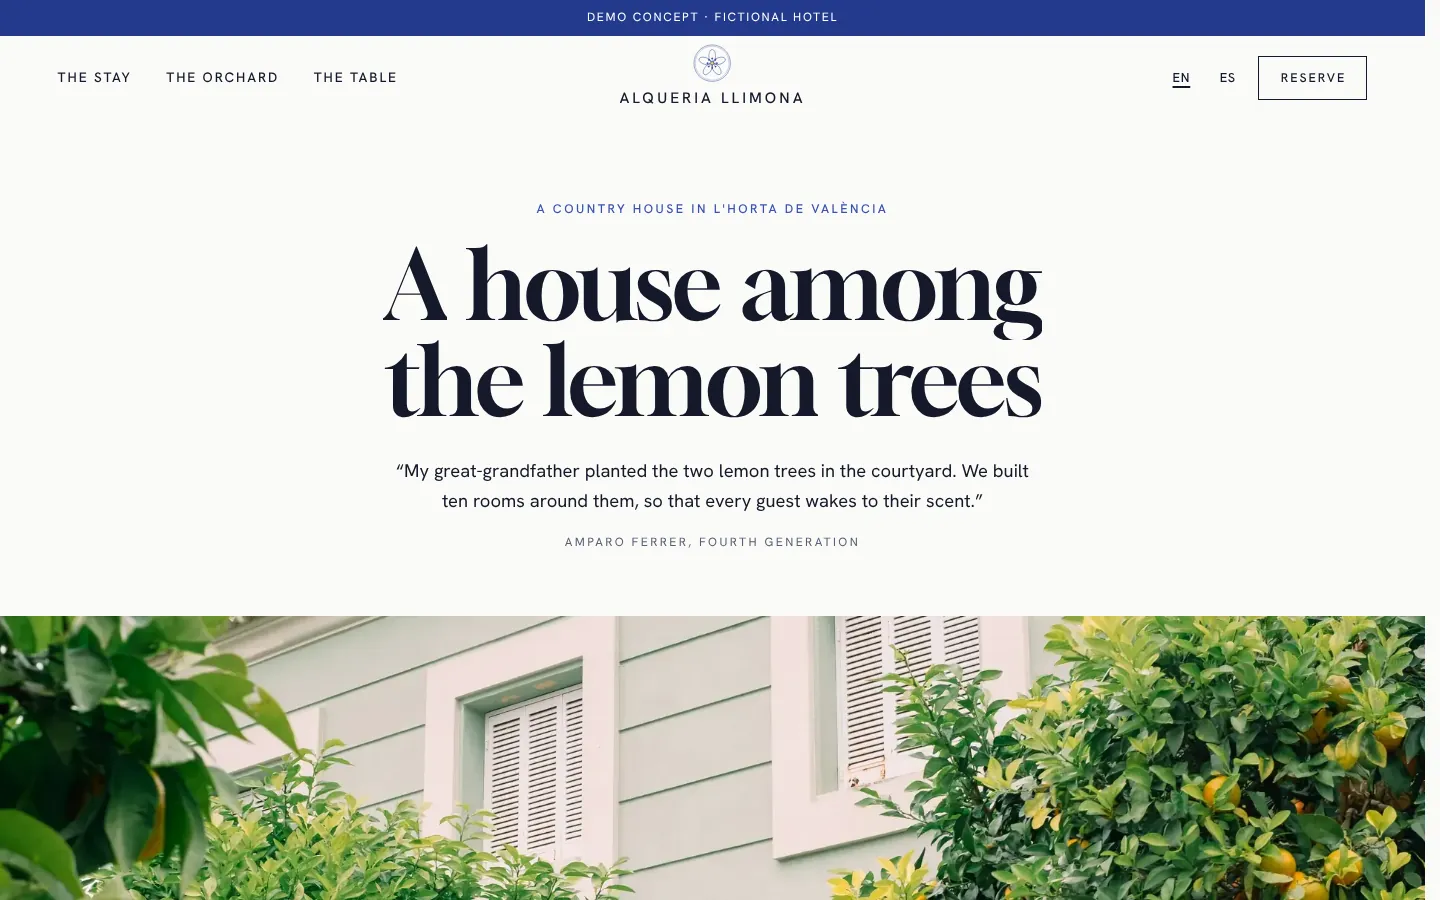 DEMO CONCEPT · FICTIONAL HOTEL
THE STAY
THE ORCHARD
THE TABLE
ALQUERIA LLIMONA
EN
ES
RESERVE
A COUNTRY HOUSE IN L'HORTA DE VALÈNCIA
A house among
the lemon trees
“My great-grandfather planted the two lemon trees in the courtyard. We built
ten rooms around them, so that every guest wakes to their scent.”
AMPARO FERRER, FOURTH GENERATION